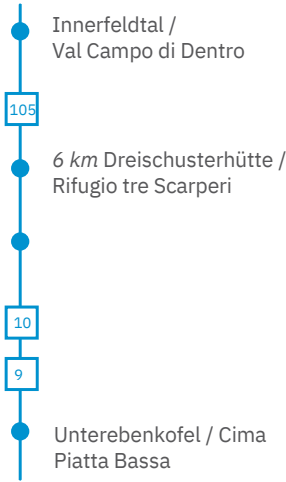 Innerfeldtal /
Val Campo di Dentro
105
6 km Dreischusterhütte /
Rifugio tre Scarperi
10
9
Unterebenkofel / Cima
Piatta Bassa